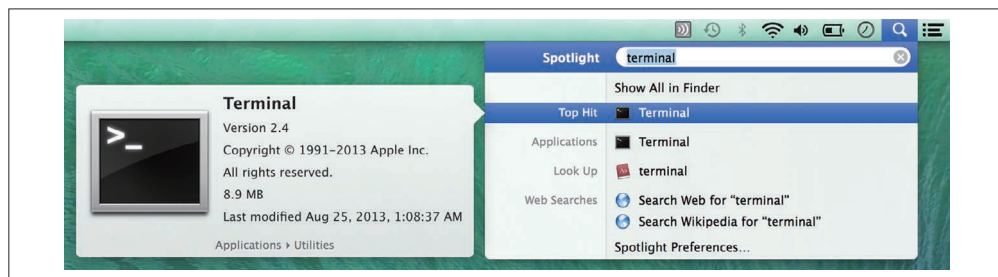 Spotlight terminal
Show All in Finder
Top Hit Terminal
Applications Terminal
Look Up terminal
Web Searches Search Web for “terminal”
Search Wikipedia for “terminal”
Spotlight Preferences...
Terminal
Version 2.4
Copyright © 1991-2013 Apple Inc.
All rights reserved.
8.9 MB
Last modified Aug 25, 2013, 1:08:37 AM
Applications ▸ Utilities
>_